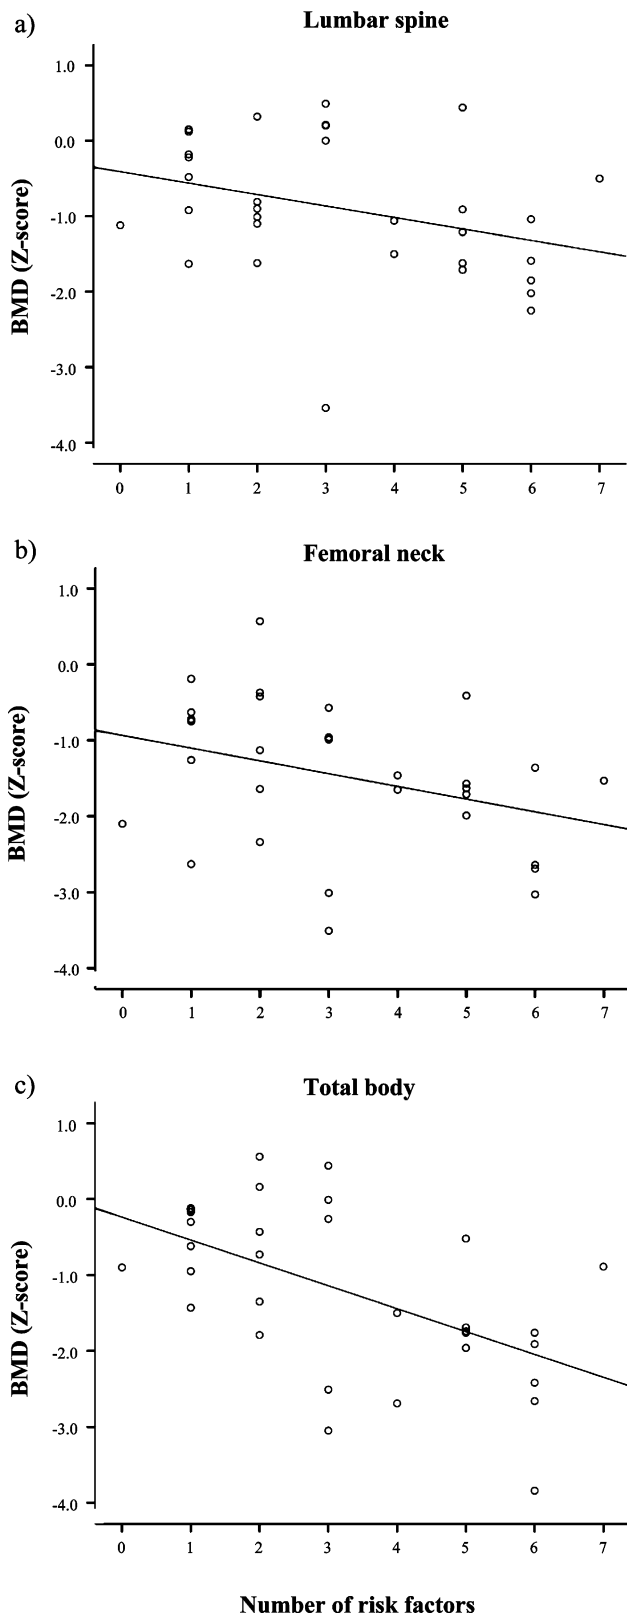 a)
Lumbar spine
1.0
0.0
-1.0
-2.0
-3.0
-4.0
BMD (Z-score)
0 1 2 3 4 5 6 7
b)
Femoral neck
1.0
0.0
-1.0
-2.0
-3.0
-4.0
BMD (Z-score)
0 1 2 3 4 5 6 7
c)
Total body
1.0
0.0
-1.0
-2.0
-3.0
-4.0
BMD (Z-score)
0 1 2 3 4 5 6 7
Number of risk factors